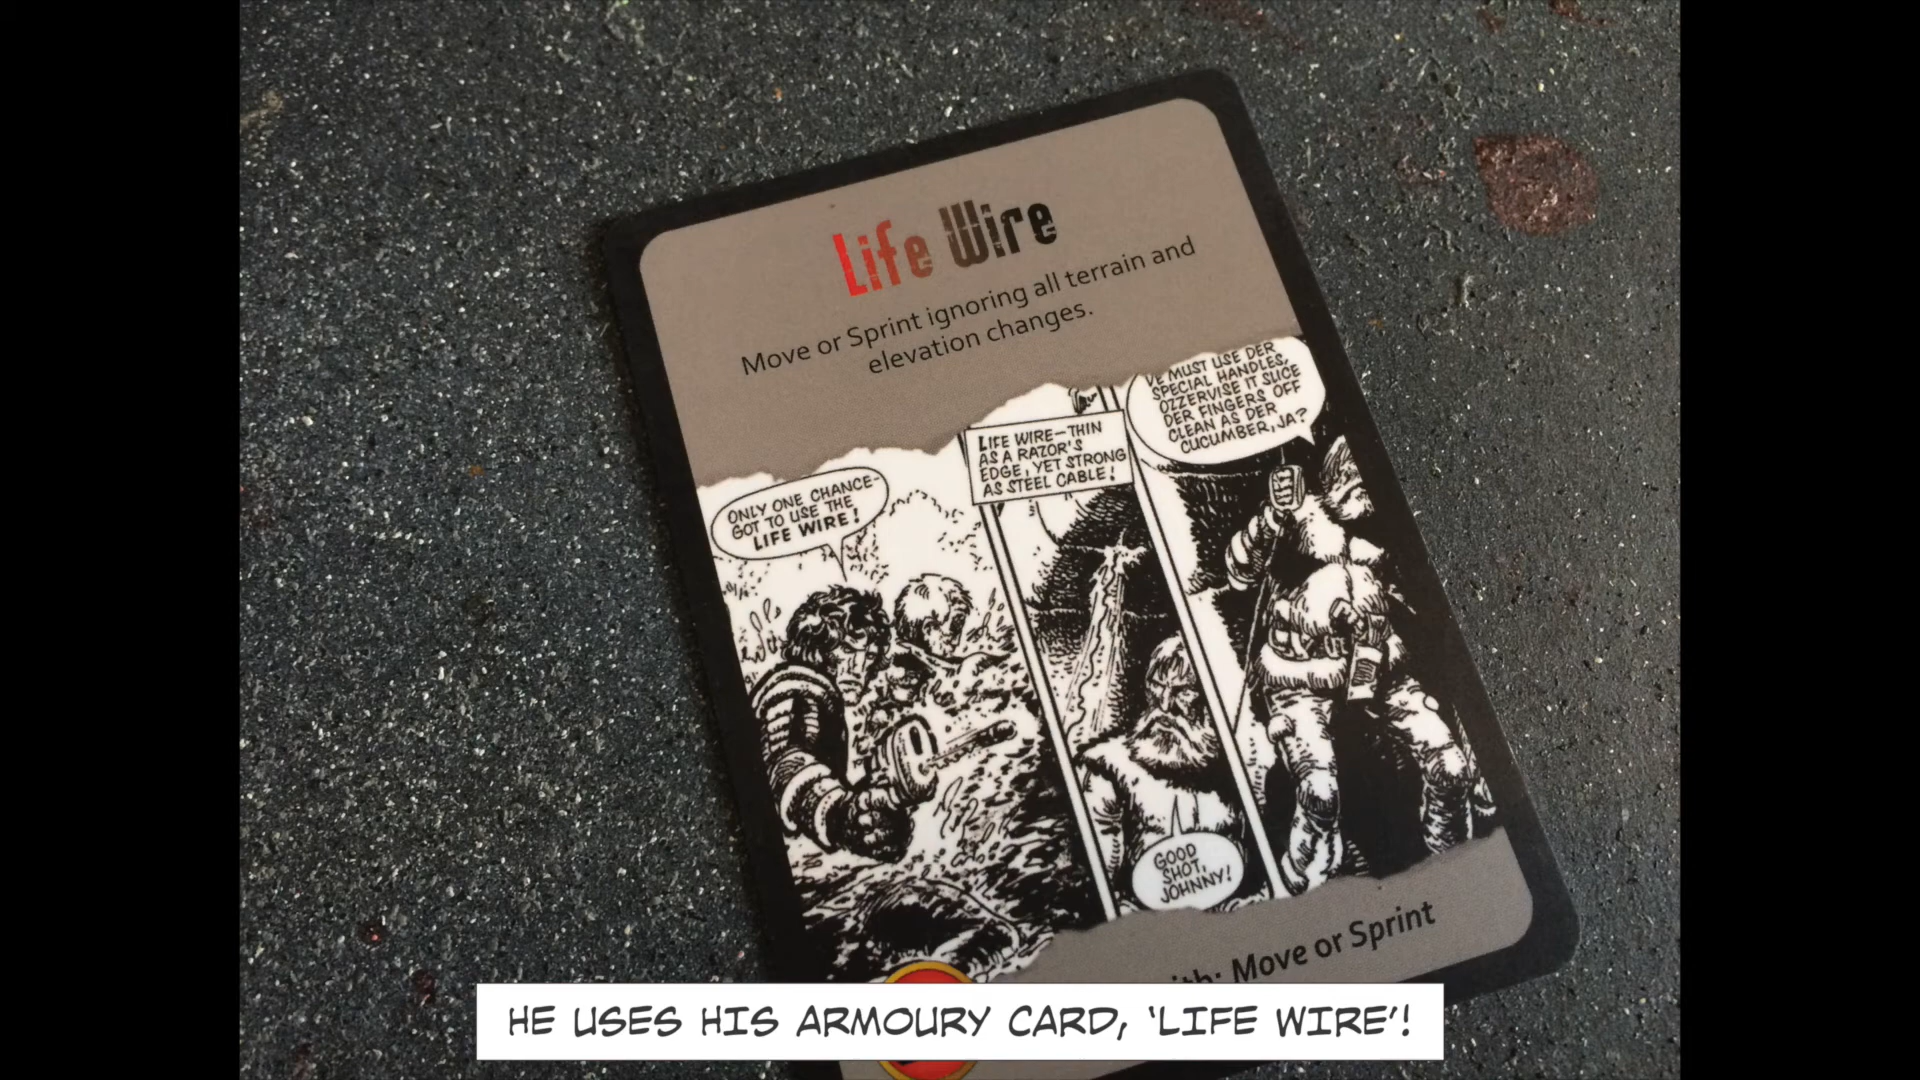 Life Wire
Move or Sprint ignoring all terrain and
elevation changes.
ONLY ONE CHANCE-
GOT TO USE THE
LIFE WIRE!
LIFE WIRE—THIN
AS A RAZOR'S
EDGE, YET STRONG
AS STEEL CABLE!
VE MUST USE DER
SPECIAL HANDLES,
OZZERVISE IT SLICE
DER FINGERS OFF
CLEAN AS DER
CUCUMBER, JA?
GOOD
SHOT,
JOHNNY!
Move or Sprint
HE USES HIS ARMOURY CARD, ‘LIFE WIRE’!